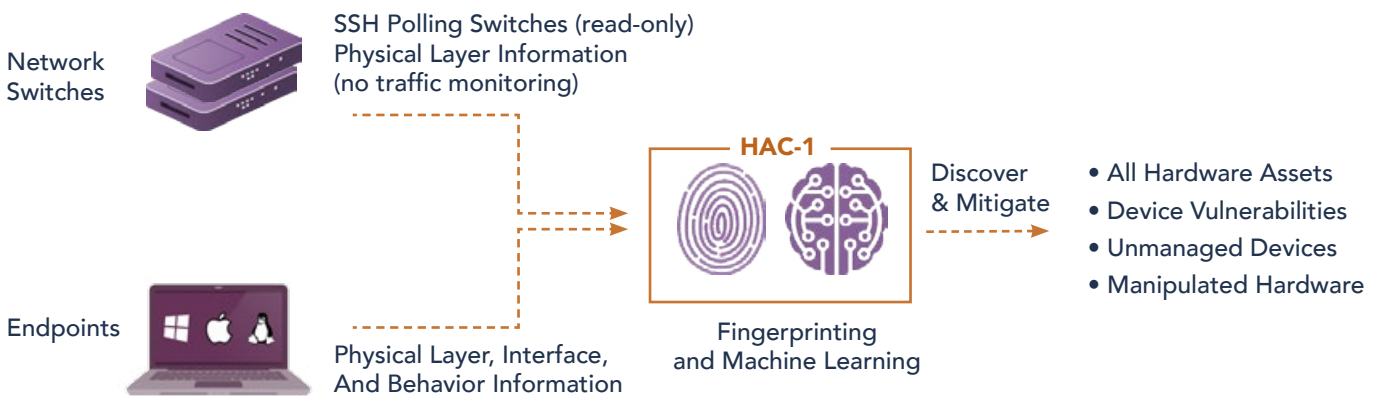 Network
Switches
SSH Polling Switches (read-only)
Physical Layer Information
(no traffic monitoring)
HAC-1
Discover
& Mitigate
• All Hardware Assets
• Device Vulnerabilities
• Unmanaged Devices
• Manipulated Hardware
Fingerprinting
and Machine Learning
Endpoints
Physical Layer, Interface,
And Behavior Information